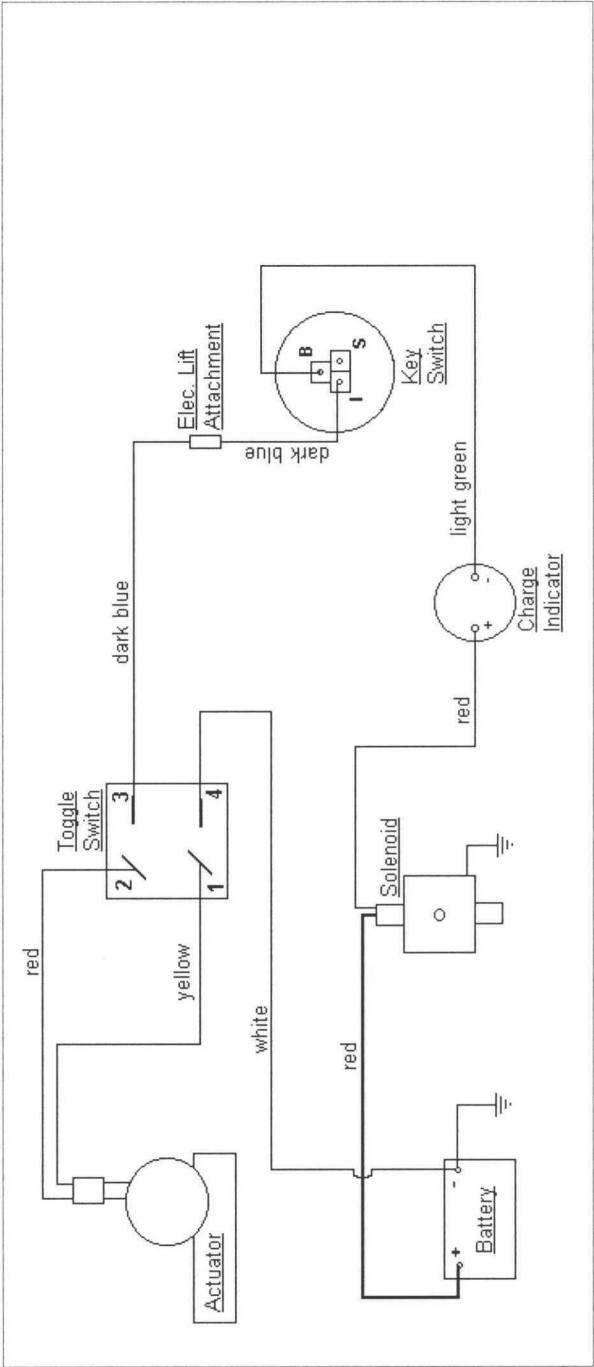 Toggle
Switch
2
3
1
4
red
yellow
dark blue
Elec. Lift
Attachment
dark blue
B
S
I
Key
Switch
white
Actuator
red
Solenoid
red
light green
+
-
Charge
Indicator
+
-
Battery